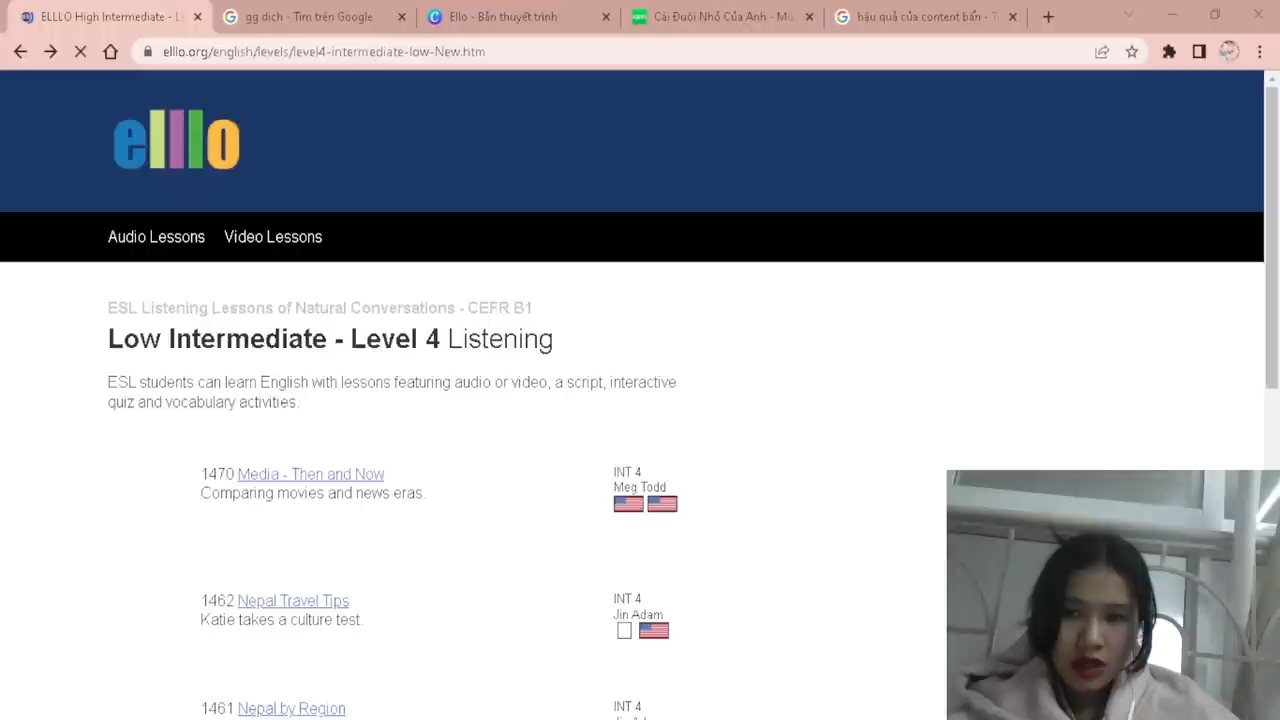 ELLLO High Intermediate - L
gg dịch - Tìm trên Google
Ello - Bản thuyết trình
Cái Đuôi Nhỏ Của Anh - Mù
hậu quả của content bẩn - T
elllo.org/english/levels/level4-intermediate-low-New.htm
elllo
Audio Lessons Video Lessons
ESL Listening Lessons of Natural Conversations - CEFR B1
Low Intermediate - Level 4 Listening
ESL students can learn English with lessons featuring audio or video, a script, interactive
quiz and vocabulary activities.
1470 Media - Then and Now
Comparing movies and news eras.
INT 4
Meg Todd
1462 Nepal Travel Tips
Katie takes a culture test.
INT 4
Jin Adam
1461 Nepal by Region
INT 4